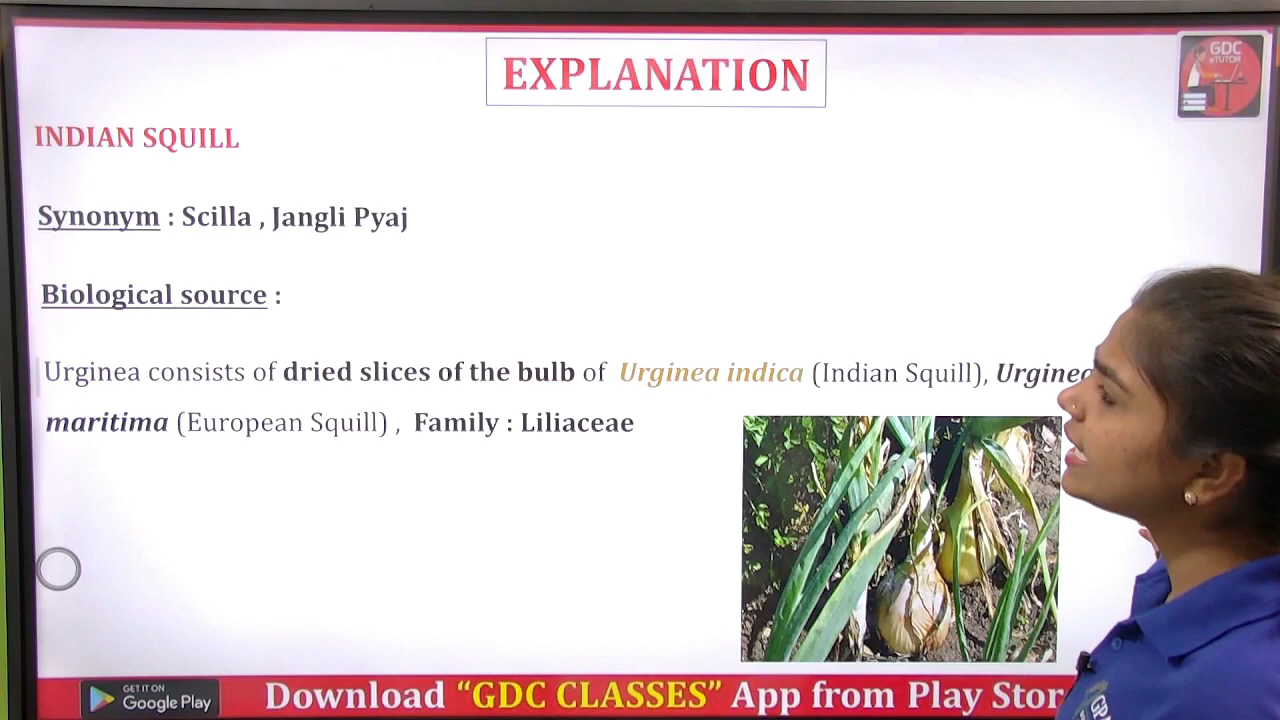 EXPLANATION
GDC
eTUTOR
INDIAN SQUILL
Synonym : Scilla , Jangli Pyaj
Biological source :
Urginea consists of dried slices of the bulb of Urginea indica (Indian Squill),
maritima (European Squill) , Family : Liliaceae
GET IT ON
Google Play
Download “GDC CLASSES” App from Play